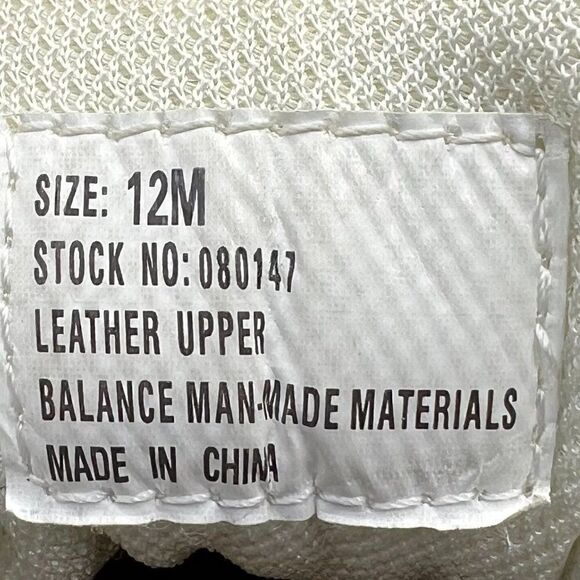 SIZE: 12M
STOCK NO: 080147
LEATHER UPPER
BALANCE MAN-MADE MATERIALS
MADE IN CHINA